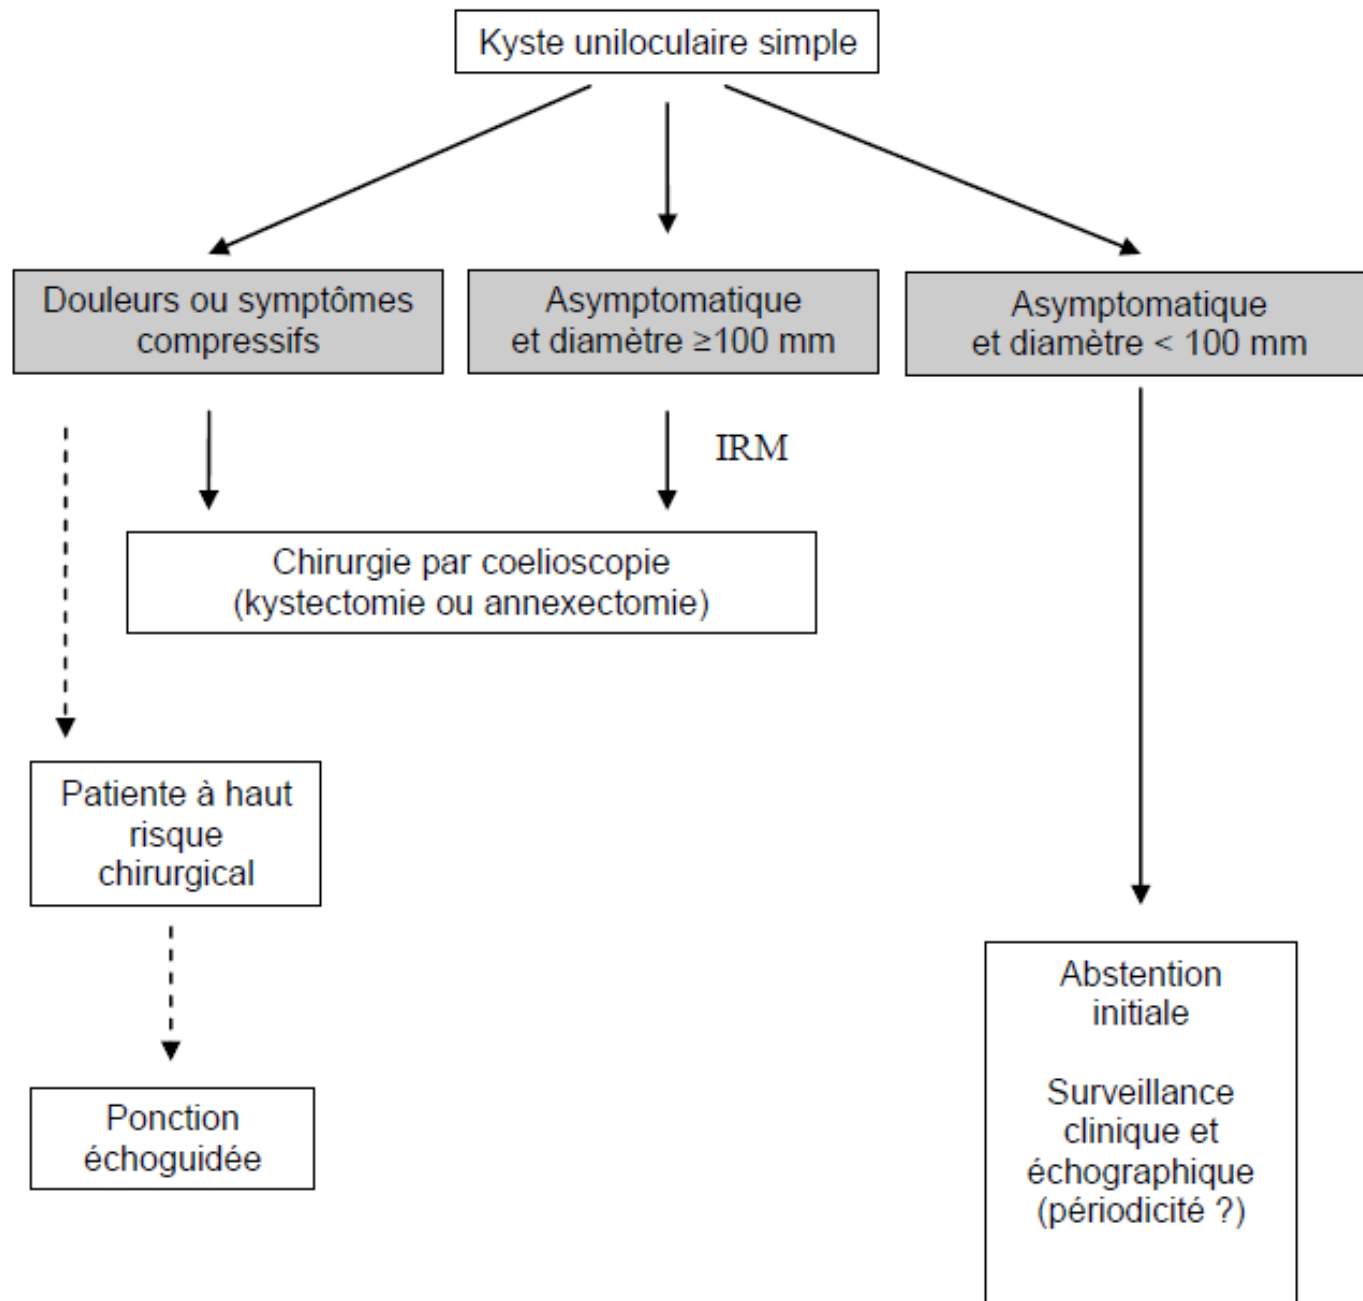 Kyste uniloculaire simple
Douleurs ou symptômes
compressifs
Asymptomatique
et diamètre ≥100 mm
Asymptomatique
et diamètre < 100 mm
IRM
Chirurgie par coelioscopie
(kystectomie ou annexectomie)
Patiente à haut
risque
chirurgical
Ponction
échoguidée
Abstention
initiale
Surveillance
clinique et
échographique
(périodicité ?)